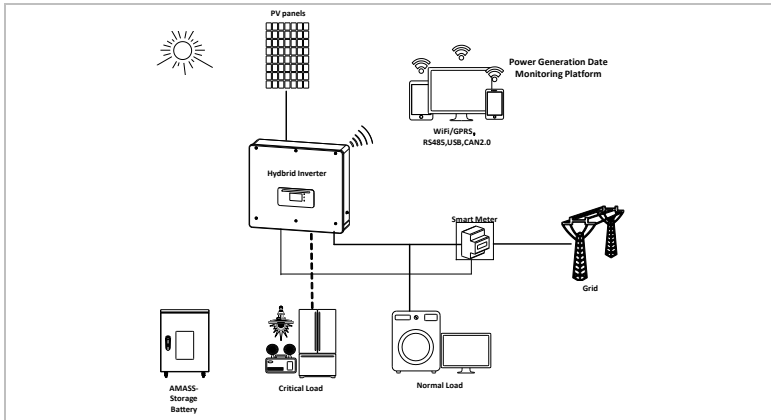 PV panels
Power Generation Date
Monitoring Platform
WiFi/GPRS,
RS485,USB,CAN2.0
Hydbrid Inverter
Smart Meter
Grid
AMASS-
Storage
Battery
Critical Load
Normal Load